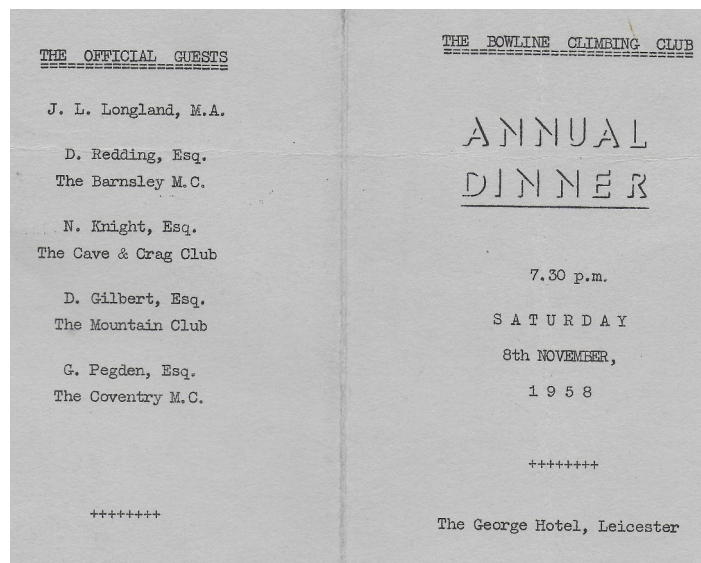 THE OFFICIAL GUESTS
J. L. Longland, M.A.
D. Redding, Esq.
The Barnsley M.C.
N. Knight, Esq.
The Cave & Crag Club
D. Gilbert, Esq.
The Mountain Club
G. Pegden, Esq.
The Coventry M.C.
++++++++
THE BOWLINE CLIMBING CLUB
ANNUAL
DINNER
7.30 p.m.
SATURDAY
8th NOVEMBER,
1958
++++++++
The George Hotel, Leicester